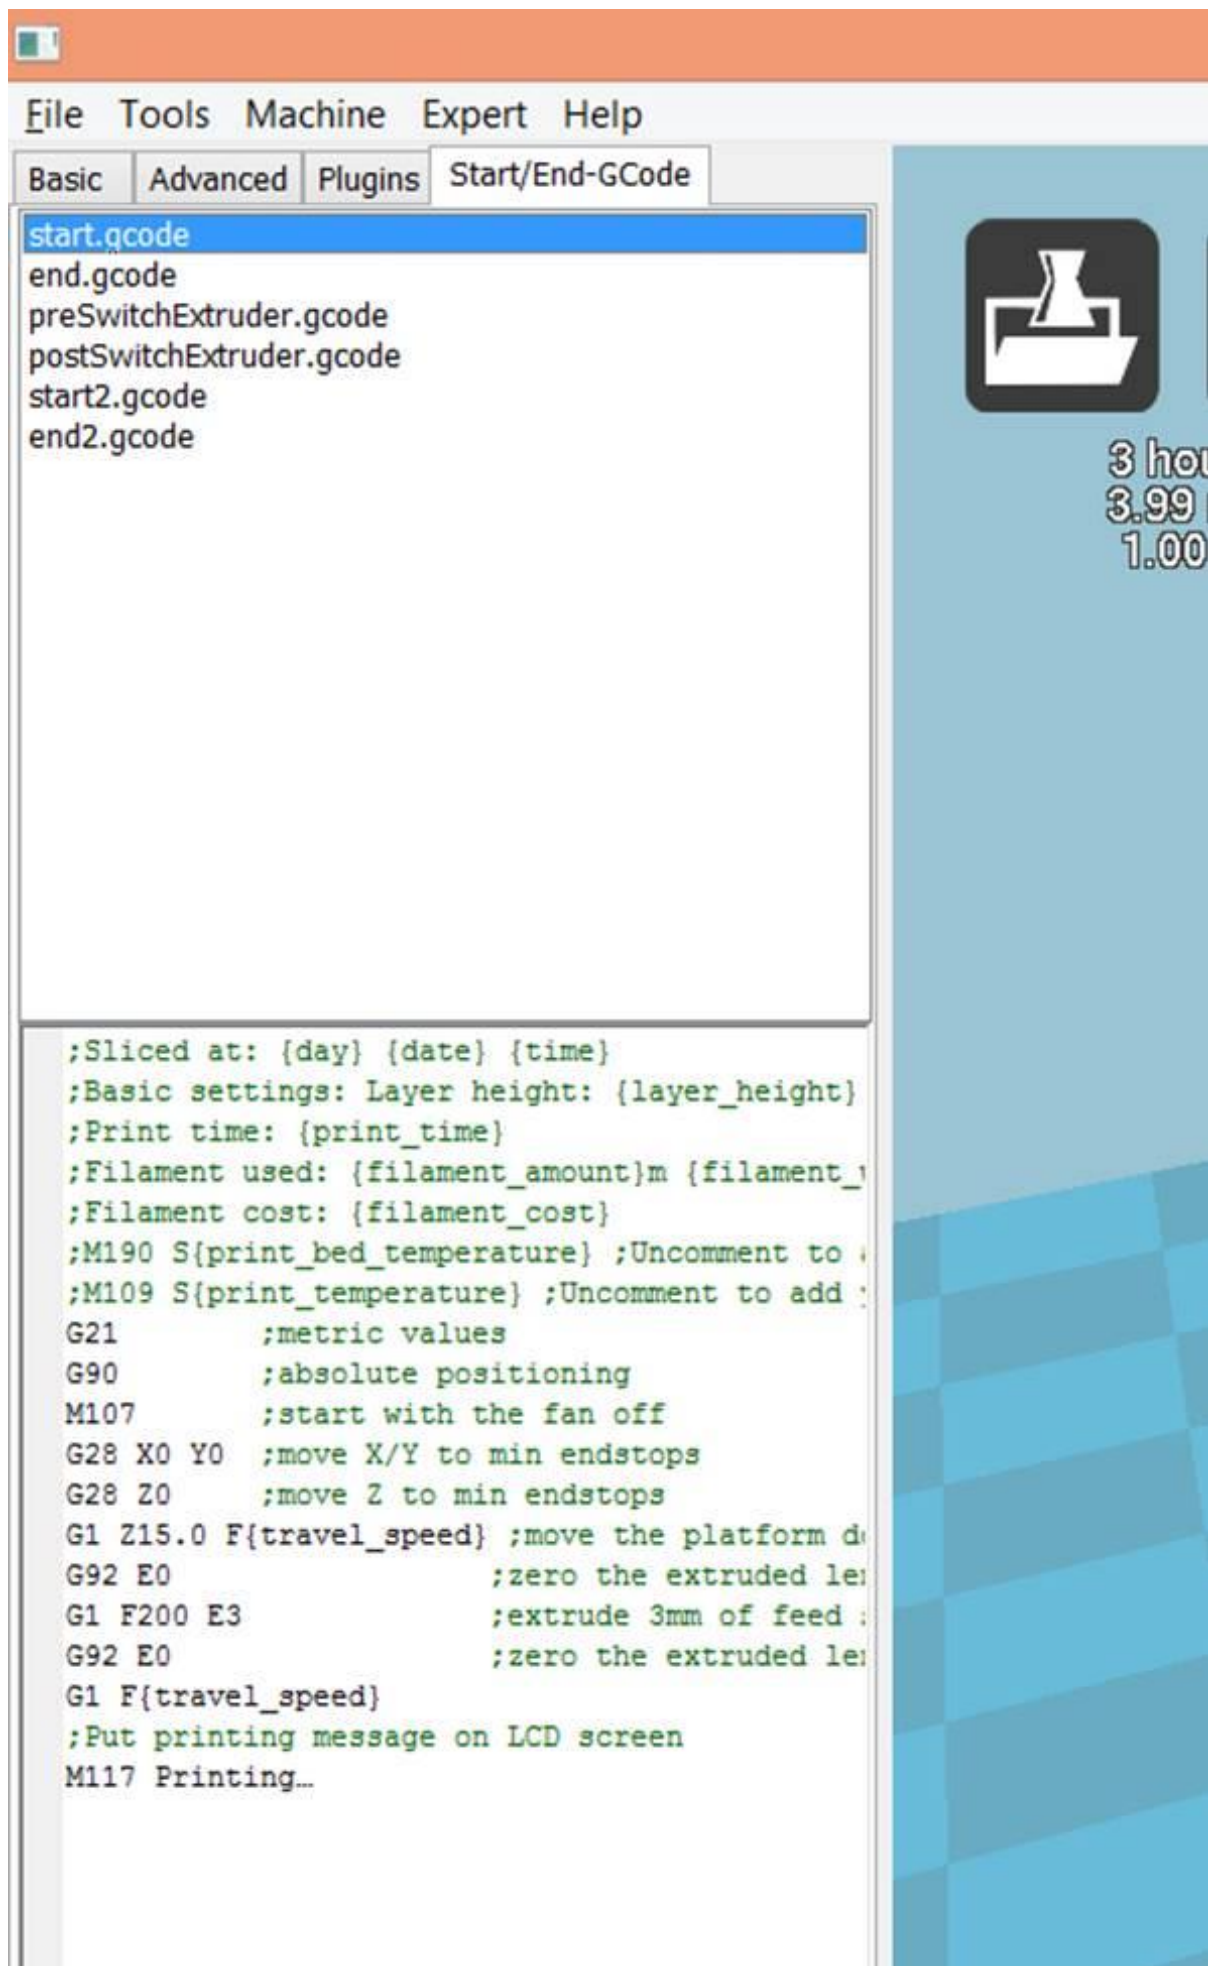 File Tools Machine Expert Help
Basic Advanced Plugins Start/End-GCode
start.gcode
end.gcode
preSwitchExtruder.gcode
postSwitchExtruder.gcode
start2.gcode
end2.gcode
3
3.99
1.00
;Sliced at: {day} {date} {time}
;Basic settings: Layer height: {layer_height}
;Print time: {print_time}
;Filament used: {filament_amount}m
;Filament cost: {filament_cost}
;M190 S{print_bed_temperature} ;Uncomment to
;M109 S{print_temperature} ;Uncomment to add
G21 ;metric values
G90 ;absolute positioning
M107 ;start with the fan off
G28 X0 Y0 ;move X/Y to min endstops
G28 Z0 ;move Z to min endstops
G1 Z15.0 F{travel_speed} ;move the platform
G92 E0 ;zero the extruded
G1 F200 E3 ;extrude 3mm of feed
G92 E0 ;zero the extruded
G1 F{travel_speed}
;Put printing message on LCD screen
M117 Printing…